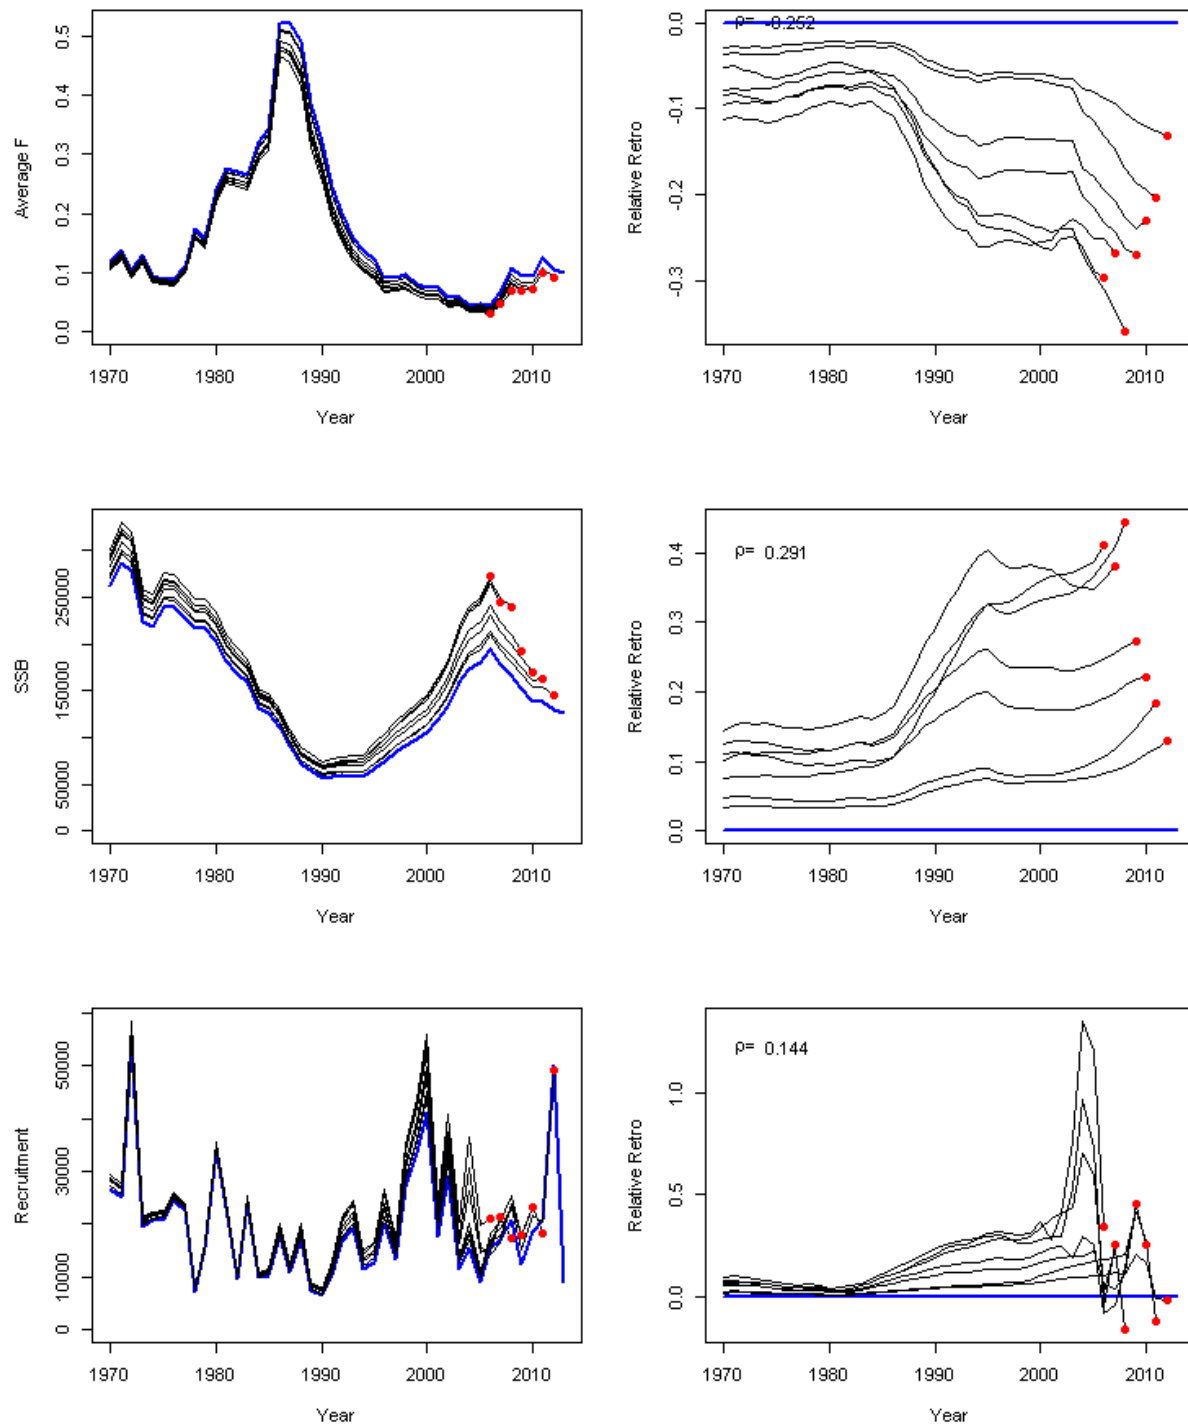 Average F
0.0 0.1 0.2 0.3 0.4 0.5
1970 1980 1990 2000 2010
Year
Relative Retro
-0.3 -0.2 -0.1 0.0
ρ= -0.252
1970 1980 1990 2000 2010
Year
SSB
0 50000 150000 250000
1970 1980 1990 2000 2010
Year
Relative Retro
0.0 0.1 0.2 0.3 0.4
ρ= 0.291
1970 1980 1990 2000 2010
Year
Recruitment
0 10000 30000 50000
1970 1980 1990 2000 2010
Year
Relative Retro
0.0 0.5 1.0
ρ= 0.144
1970 1980 1990 2000 2010
Year